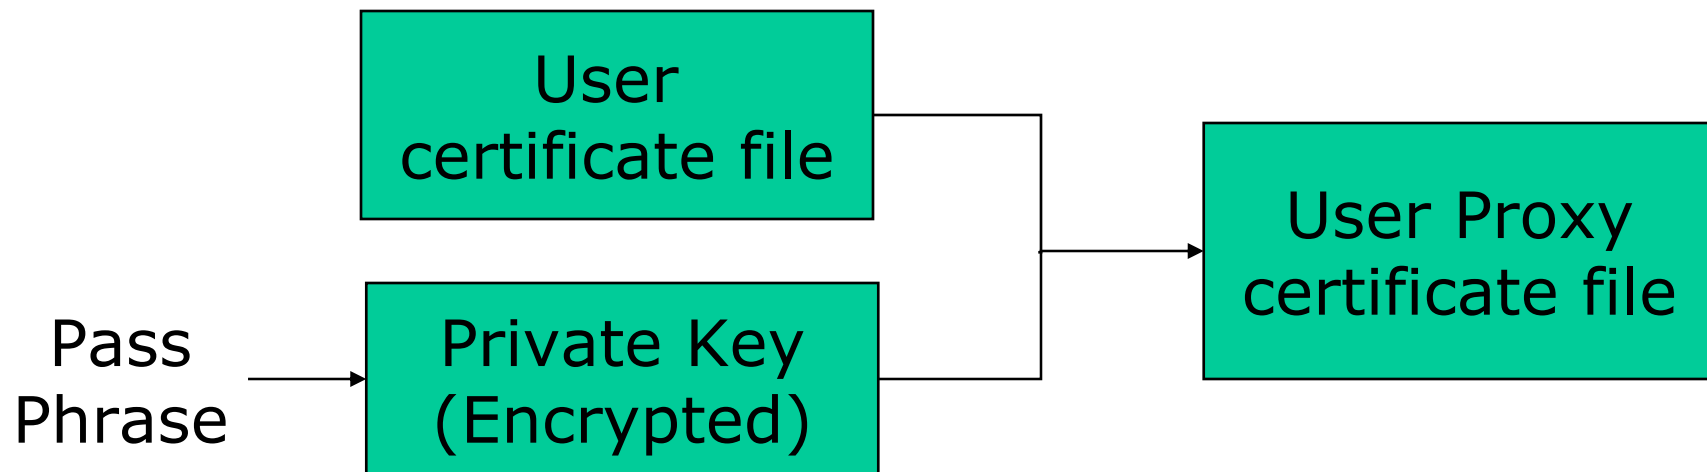 User
certificate file
User Proxy
certificate file
Pass
Phrase
Private Key
(Encrypted)